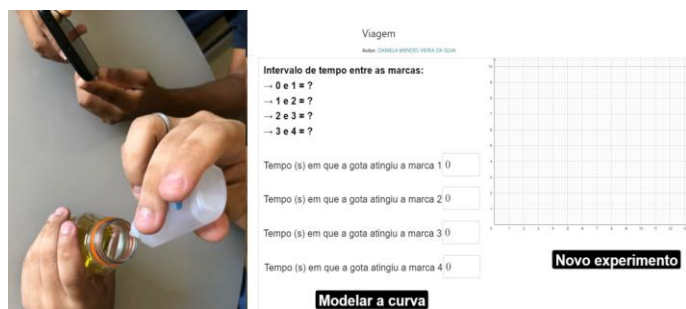 Viagem
Autor: DANIELA MENDES VIEIRA DA SILVA
Intervalo de tempo entre as marcas:
→ 0 e 1 = ?
→ 1 e 2 = ?
→ 2 e 3 = ?
→ 3 e 4 = ?
Tempo (s) em que a gota atingiu a marca 1 0
Tempo (s) em que a gota atingiu a marca 2 0
Tempo (s) em que a gota atingiu a marca 3 0
Tempo (s) em que a gota atingiu a marca 4 0
Modelar a curva
Novo experimento